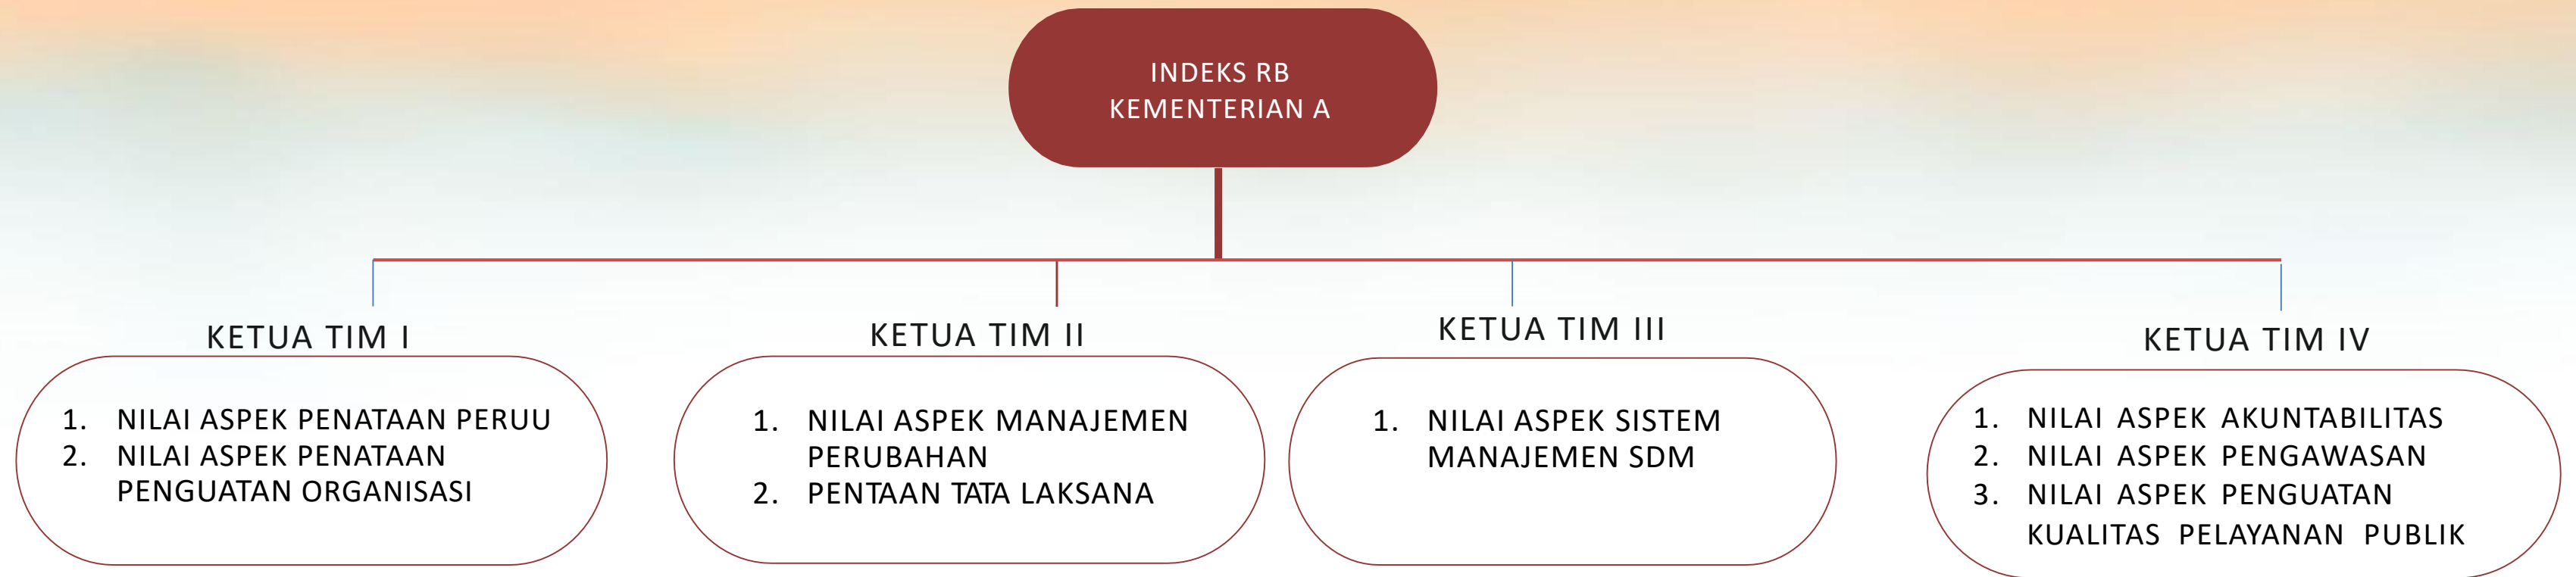 INDEKS RB
KEMENTERIAN A
KETUA TIM I
1. NILAI ASPEK PENATAAN PERUU
2. NILAI ASPEK PENATAAN
PENGUATAN ORGANISASI
KETUA TIM II
1. NILAI ASPEK MANAJEMEN
PERUBAHAN
2. PENTAAN TATA LAKSANA
KETUA TIM III
1. NILAI ASPEK SISTEM
MANAJEMEN SDM
KETUA TIM IV
1. NILAI ASPEK AKUNTABILITAS
2. NILAI ASPEK PENGAWASAN
3. NILAI ASPEK PENGUATAN
KUALITAS PELAYANAN PUBLIK